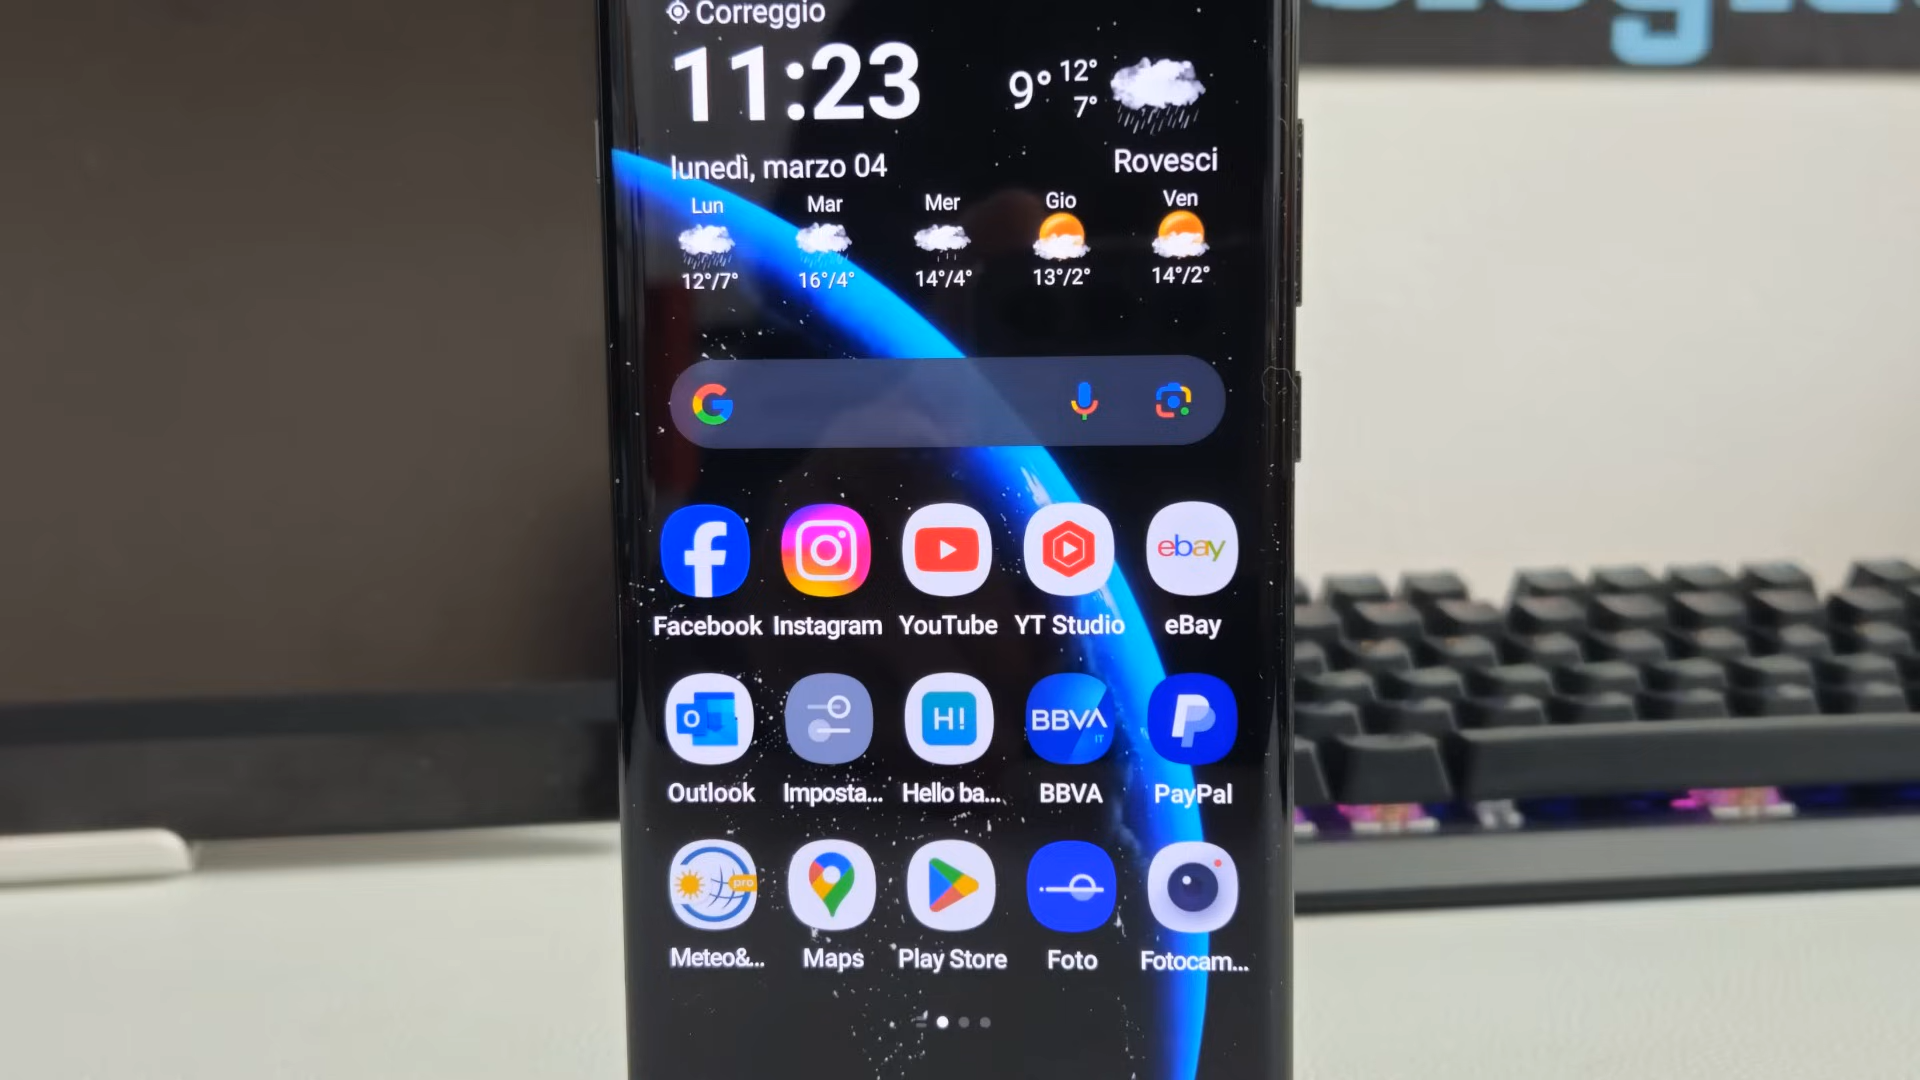 Correggio
11:23
9° 12°
7°
lunedì, marzo 04
Rovesci
Lun Mar Mer Gio Ven
12°/7° 16°/4° 14°/4° 13°/2° 14°/2°
ebay
Facebook Instagram YouTube YT Studio eBay
O H! BBVA IT
Outlook Imposta... Hello ba... BBVA PayPal
pro
Meteo&... Maps Play Store Foto Fotocam...